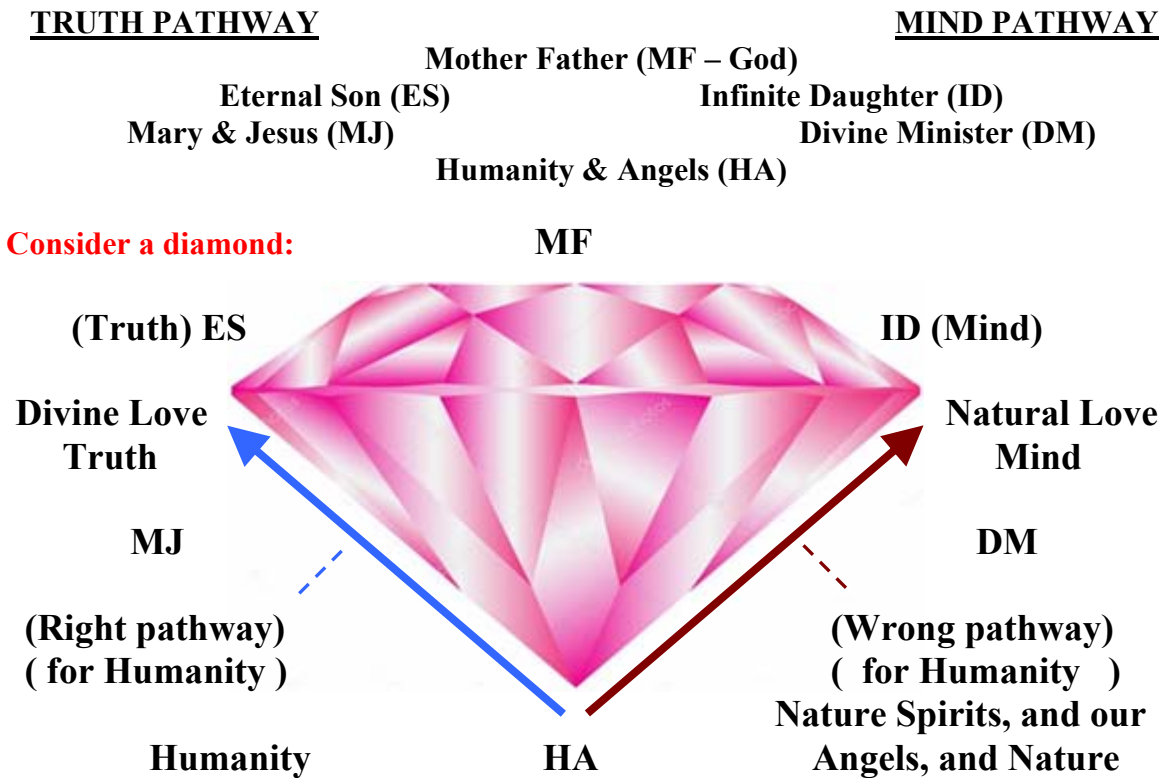 TRUTH PATHWAY MIND PATHWAY
Mother Father (MF – God)
Eternal Son (ES) Infinite Daughter (ID)
Mary & Jesus (MJ) Divine Minister (DM)
Humanity & Angels (HA)
Consider a diamond: MF
(Truth) ES ID (Mind)
Divine Love Natural Love
Truth Mind
MJ DM
(Right pathway) (Wrong pathway)
( for Humanity ) ( for Humanity )
Nature Spirits, and our
Humanity HA Angels, and Nature